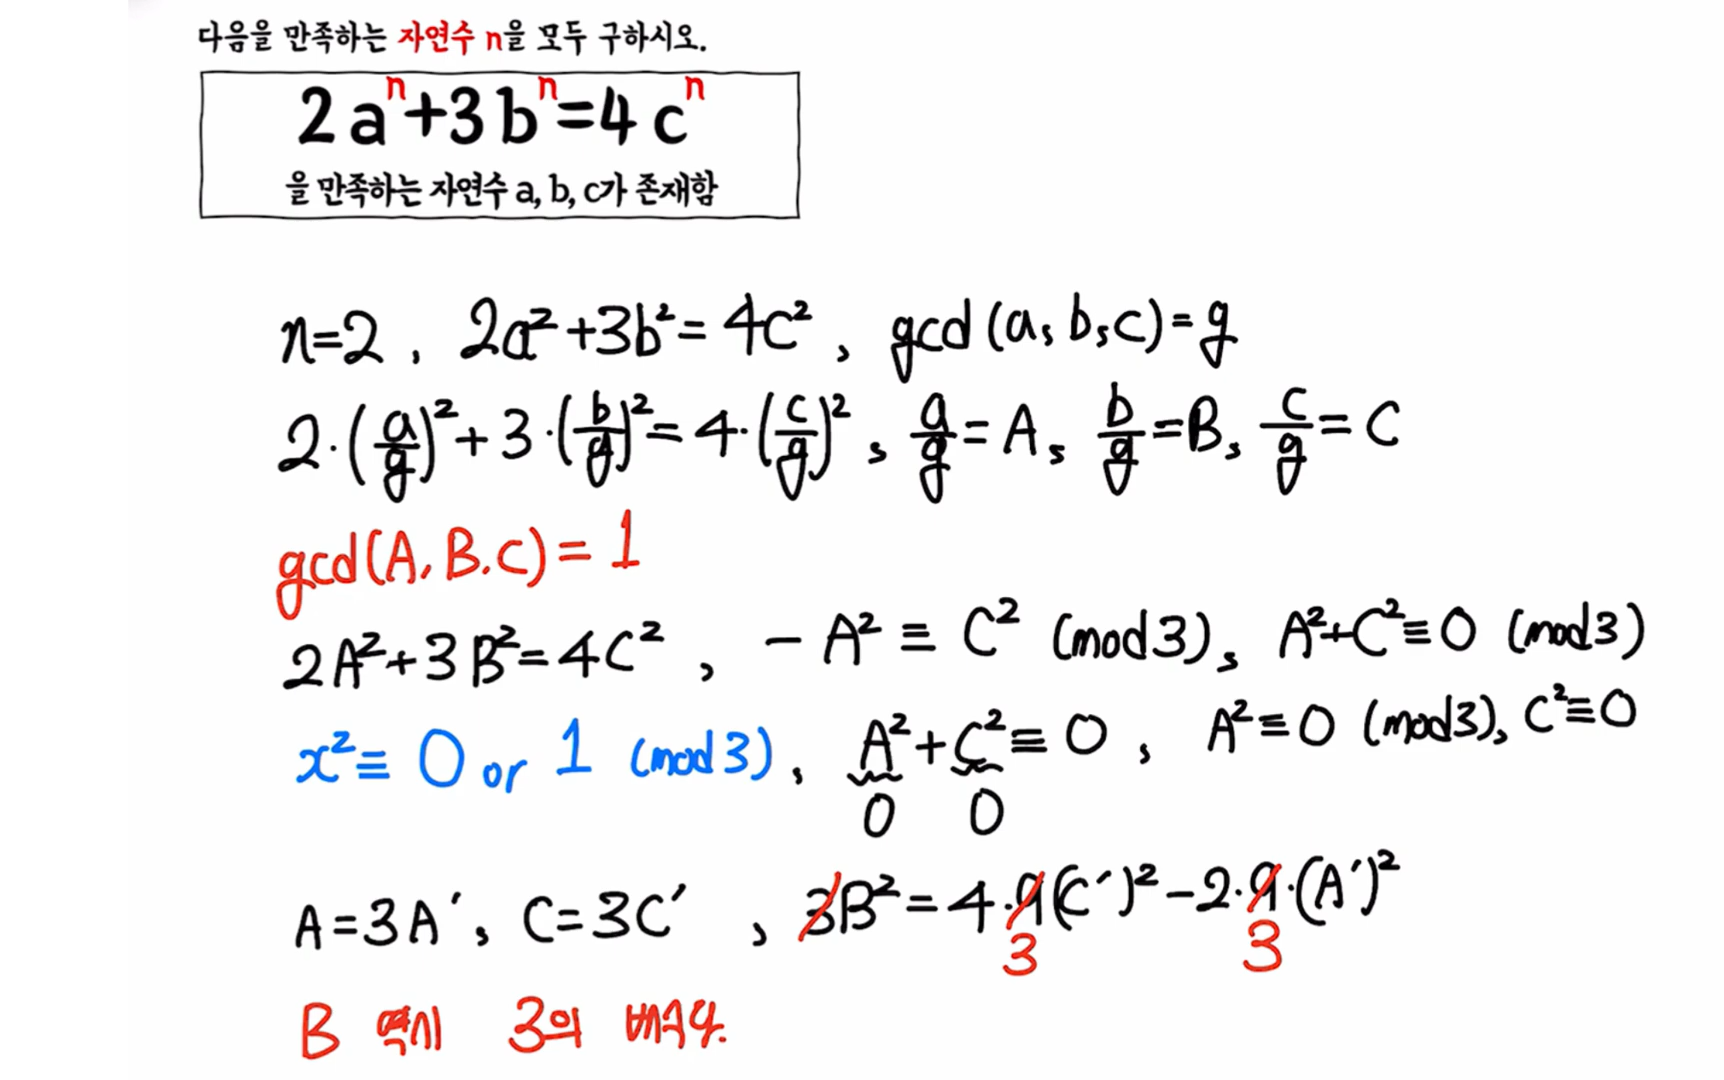 다음을 만족하는 자연수 n을 모두 구하시오.
2aⁿ+3bⁿ=4cⁿ
을 만족하는 자연수 a, b, c가 존재함
n=2, 2a²+3b²=4c², gcd(a,b,c)=g
2·(a/g)²+3·(b/g)²=4·(c/g)², a/g=A, b/g=B, c/g=C
gcd(A,B.C)=1
2A²+3B²=4C², -A²≡C² (mod3), A²+C²≡0 (mod3)
x²≡0 or 1 (mod3), A²+C²≡0, A²≡0 (mod3), C²≡0
0 0
A=3A′, C=3C′, 3B²=4·9(C′)²-2·9·(A′)²
3 3
B 역시 3의 배수다.